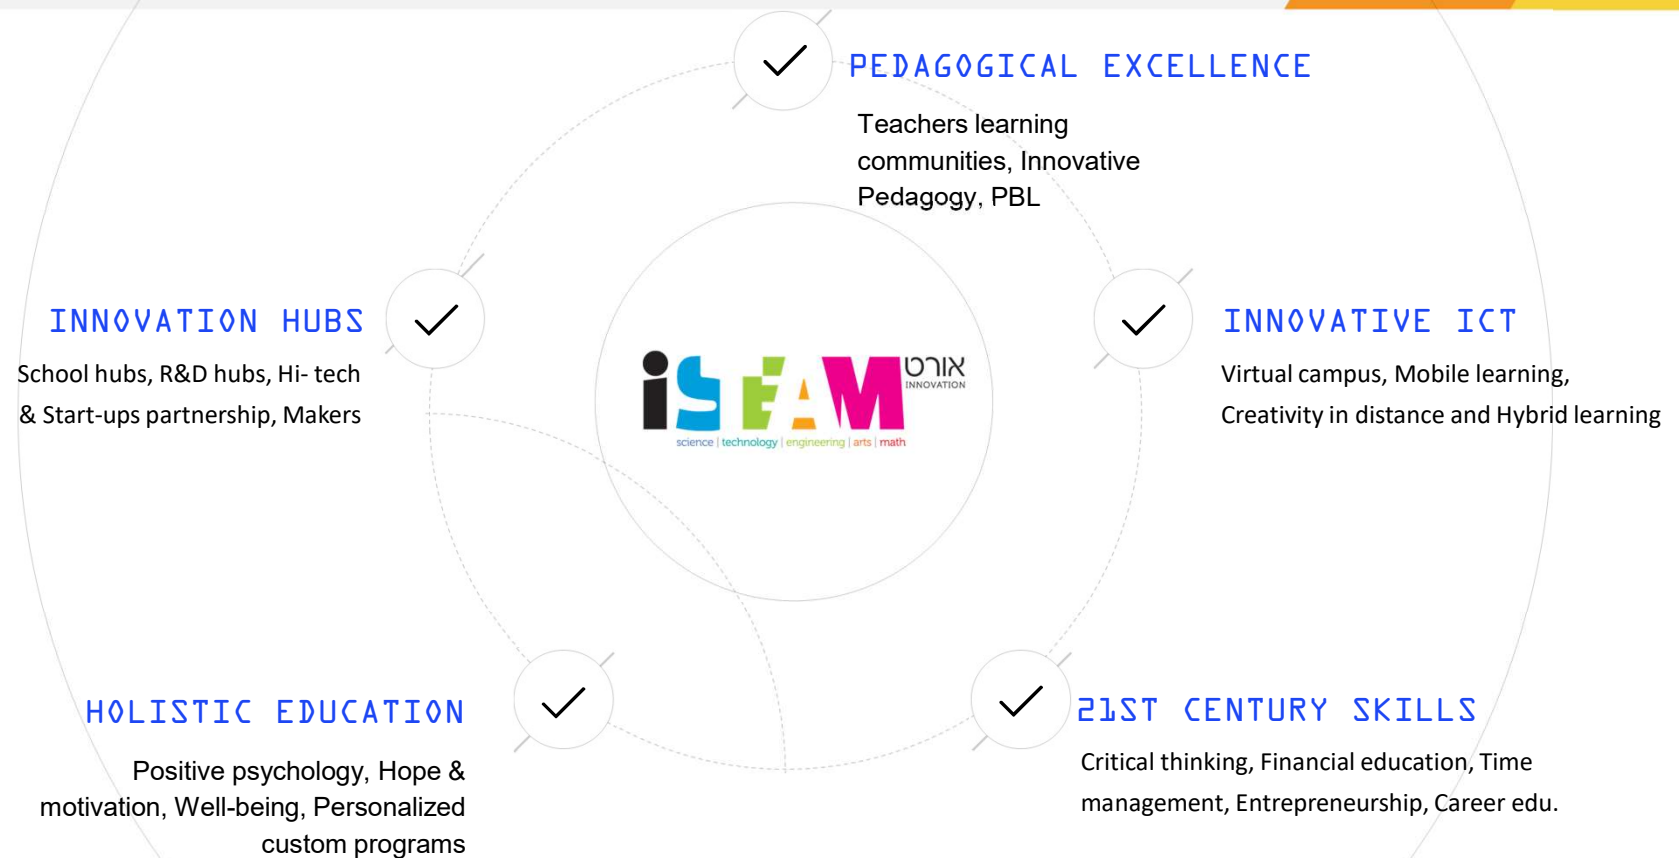 PEDAGOGICAL EXCELLENCE
Teachers learning
communities, Innovative
Pedagogy, PBL
INNOVATION HUBS
School hubs, R&D hubs, Hi- tech
& Start-ups partnership, Makers
iSTEAM
אורט
INNOVATION
science | technology | engineering | arts | math
INNOVATIVE ICT
Virtual campus, Mobile learning,
Creativity in distance and Hybrid learning
HOLISTIC EDUCATION
Positive psychology, Hope &
motivation, Well-being, Personalized
custom programs
21ST CENTURY SKILLS
Critical thinking, Financial education, Time
management, Entrepreneurship, Career edu.